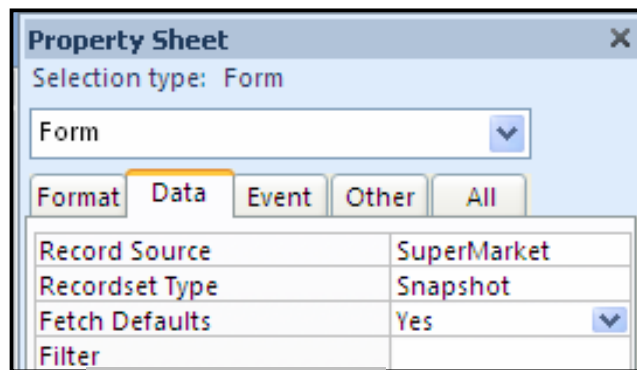 Property Sheet
Selection type: Form
Form
Format Data Event Other All
Record Source SuperMarket
Recordset Type Snapshot
Fetch Defaults Yes
Filter